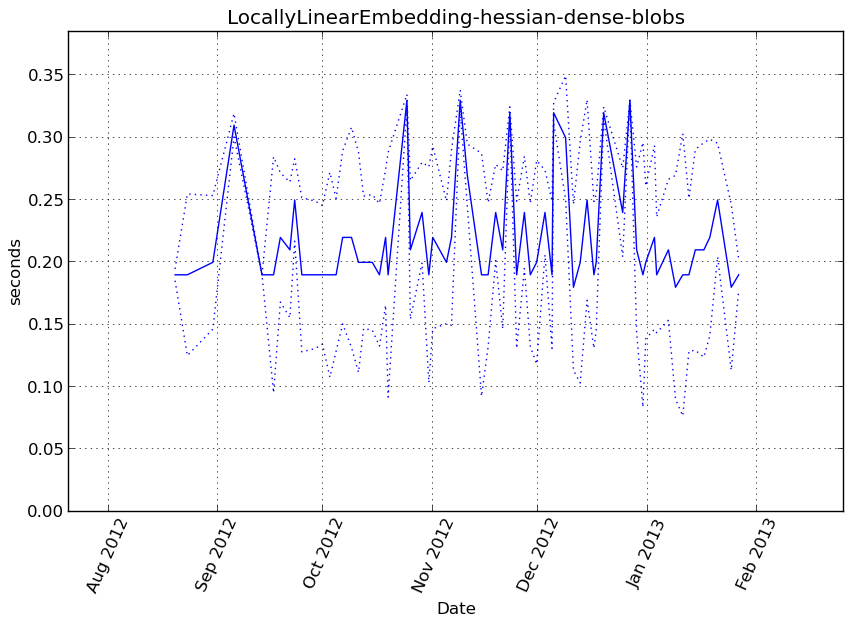 LocallyLinearEmbedding-hessian-dense-blobs
0.35
0.30
0.25
0.20
0.15
0.10
0.05
0.00
seconds
Aug 2012
Sep 2012
Oct 2012
Nov 2012
Dec 2012
Jan 2013
Feb 2013
Date